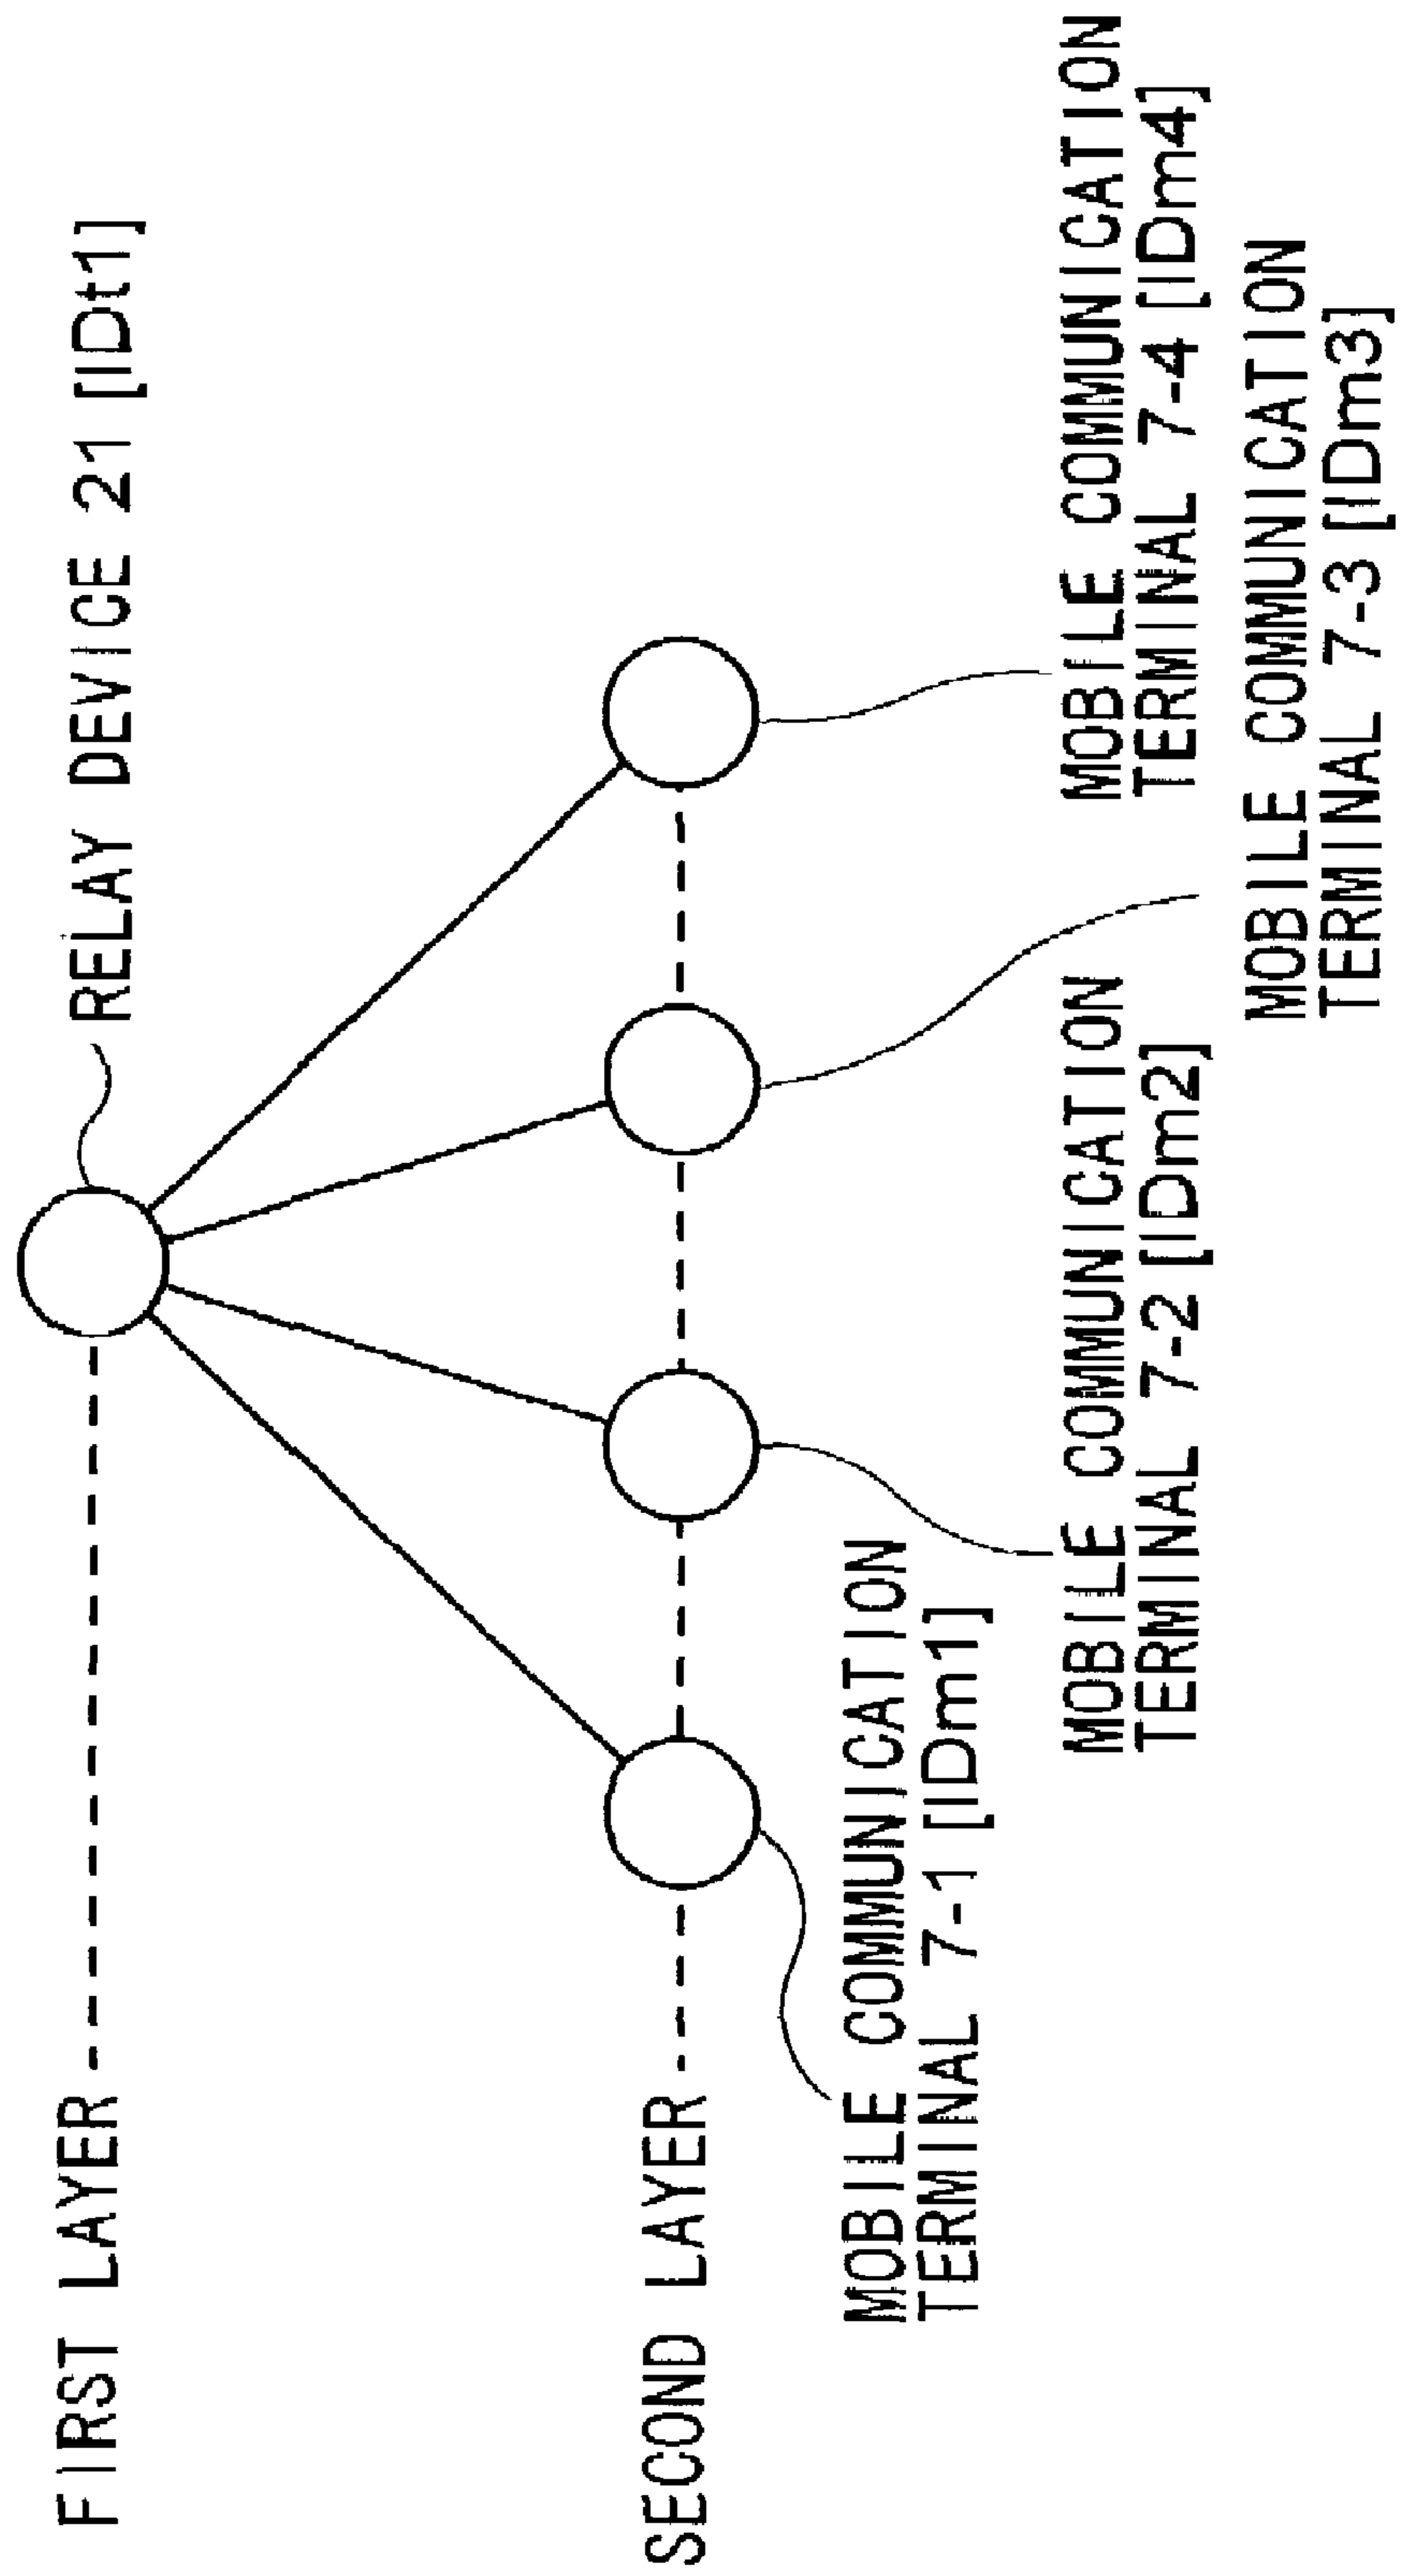 FIRST LAYER
RELAY DEVICE 21 [IDt1]
SECOND LAYER
MOBILE COMMUNICATION
TERMINAL 7-1 [IDm1]
MOBILE COMMUNICATION
TERMINAL 7-2 [IDm2]
MOBILE COMMUNICATION
TERMINAL 7-3 [IDm3]
MOBILE COMMUNICATION
TERMINAL 7-4 [IDm4]